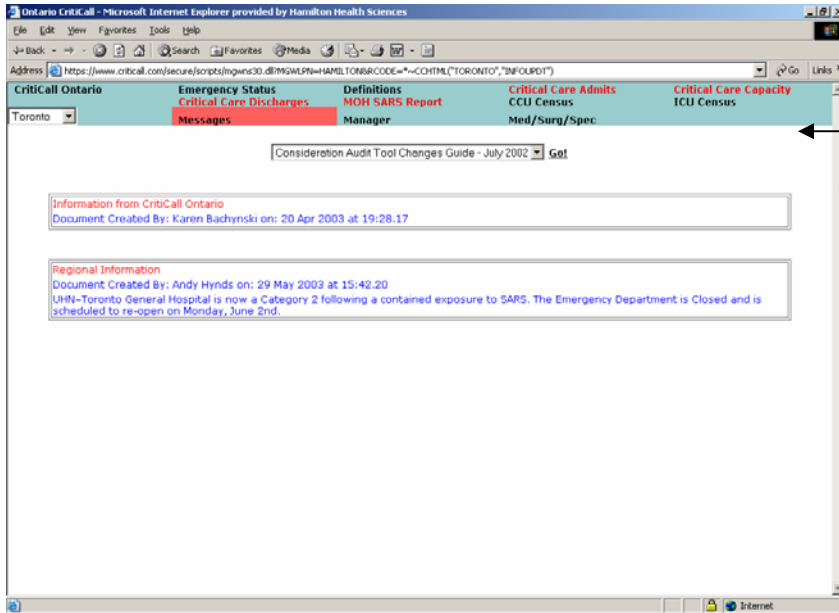 Ontario CritiCall - Microsoft Internet Explorer provided by Hamilton Health Sciences
File Edit View Favorites Tools Help
Back Search Favorites Media
Address https://www.criticall.com/secure/scripts/mgwns30.dll?MGWLPN=HAMILTON&RCODE=*~CCHTML("TORONTO","INFOUPDT") Go Links
CritiCall Ontario Emergency Status Definitions Critical Care Admits Critical Care Capacity
Critical Care Discharges MOH SARS Report CCU Census ICU Census
Toronto Messages Manager Med/Surg/Spec
Consideration Audit Tool Changes Guide - July 2002 Go!
Information from CritiCall Ontario
Document Created By: Karen Bachynski on: 20 Apr 2003 at 19:28.17
Regional Information
Document Created By: Andy Hynds on: 29 May 2003 at 15:42.20
UHN-Toronto General Hospital is now a Category 2 following a contained exposure to SARS. The Emergency Department is Closed and is
scheduled to re-open on Monday, June 2nd.
Internet